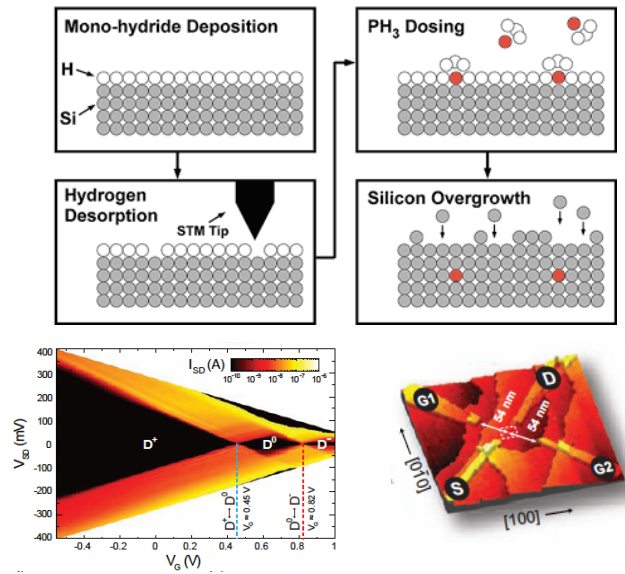 Mono-hydride Deposition
H
Si
PH3 Dosing
Hydrogen
Desorption
STM Tip
Silicon Overgrowth
400
300
200
100
0
-100
-200
-300
-400
VSD (mV)
ISD (A)
10-10 10-9 10-8 10-7 10-6
D+
D0
D-
D+↔D0
VG ≈ 0.45 V
D0↔D-
VG ≈ 0.82 V
-0.4 -0.2 0 0.2 0.4 0.6 0.8 1
VG (V)
G1
D
54 nm
54 nm
S
G2
[01̄0]
[100]